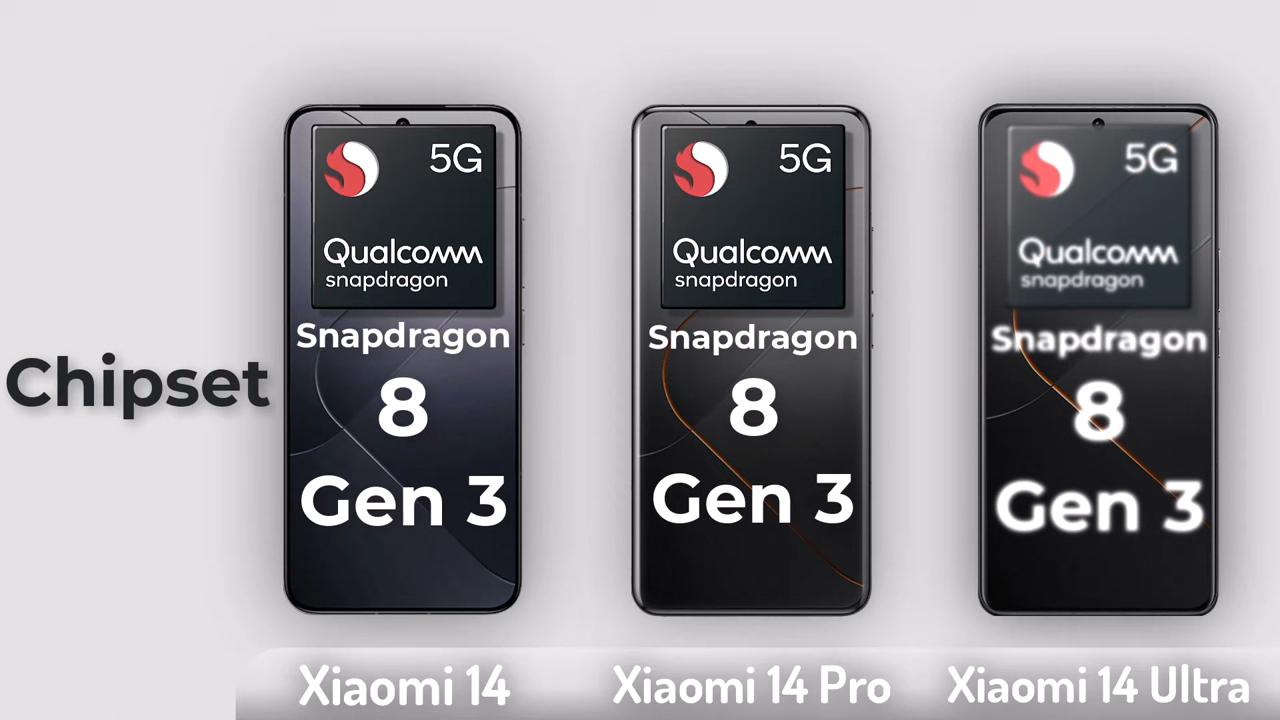 Chipset
5G
Qualcomm
snapdragon
Snapdragon
8
Gen 3
Xiaomi 14
5G
Qualcomm
snapdragon
Snapdragon
8
Gen 3
Xiaomi 14 Pro
5G
Qualcomm
snapdragon
Snapdragon
8
Gen 3
Xiaomi 14 Ultra